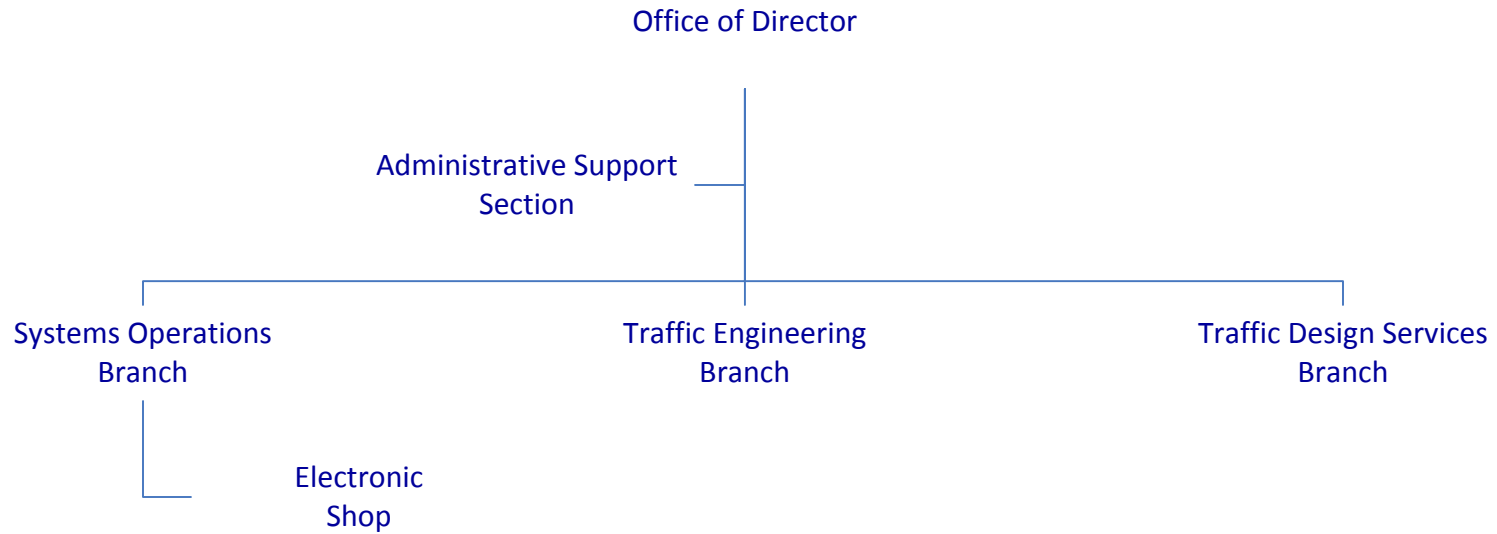 Office of Director
Administrative Support
Section
Systems Operations
Branch
Traffic Engineering
Branch
Traffic Design Services
Branch
Electronic
Shop